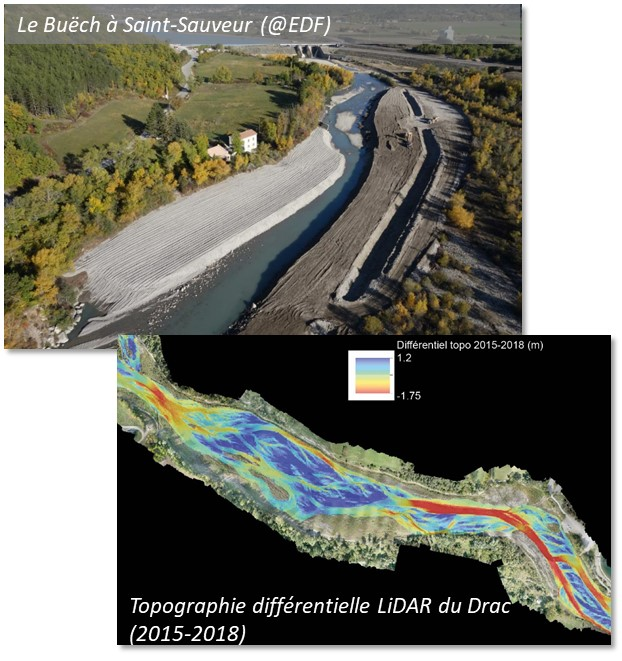 Le Buëch à Saint-Sauveur (@EDF)
Différentiel topo 2015-2018 (m)
1.2
-1.75
Topographie différentielle LiDAR du Drac
(2015-2018)